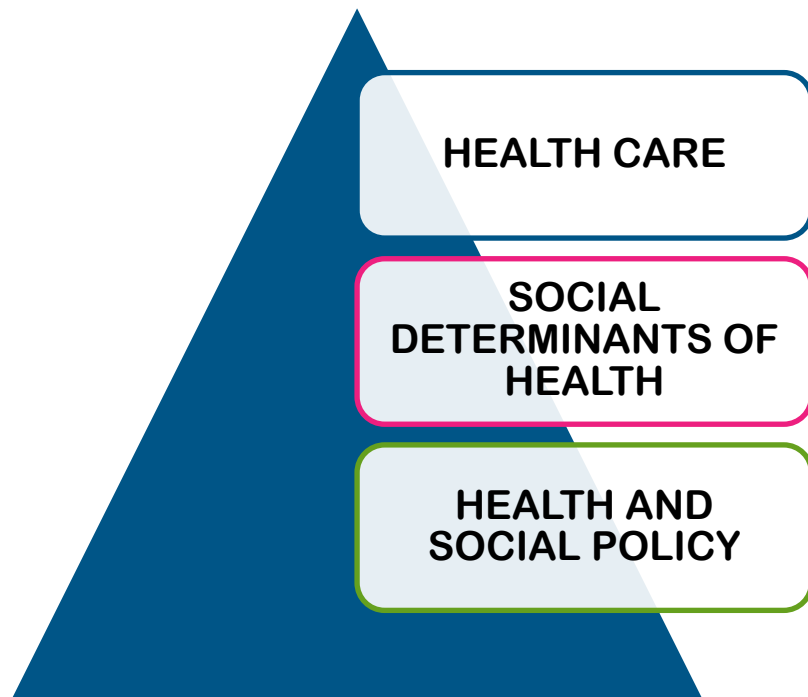 HEALTH CARE
SOCIAL
DETERMINANTS OF
HEALTH
HEALTH AND
SOCIAL POLICY